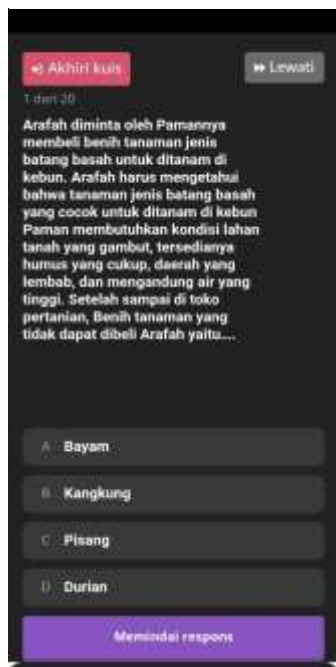 Akhiri kuis
Lewati
1 dari 20
Arafah diminta oleh Pamannya
membeli benih tanaman jenis
batang basah untuk ditanam di
kebun. Arafah harus mengetahui
bahwa tanaman jenis batang basah
yang cocok untuk ditanam di kebun
Paman membutuhkan kondisi lahan
tanah yang gambut, tersedianya
humus yang cukup, daerah yang
lembab, dan mengandung air yang
tinggi. Setelah sampai di toko
pertanian, Benih tanaman yang
tidak dapat dibeli Arafah yaitu....
A Bayam
B Kangkung
C Pisang
D Durian
Memindai respons